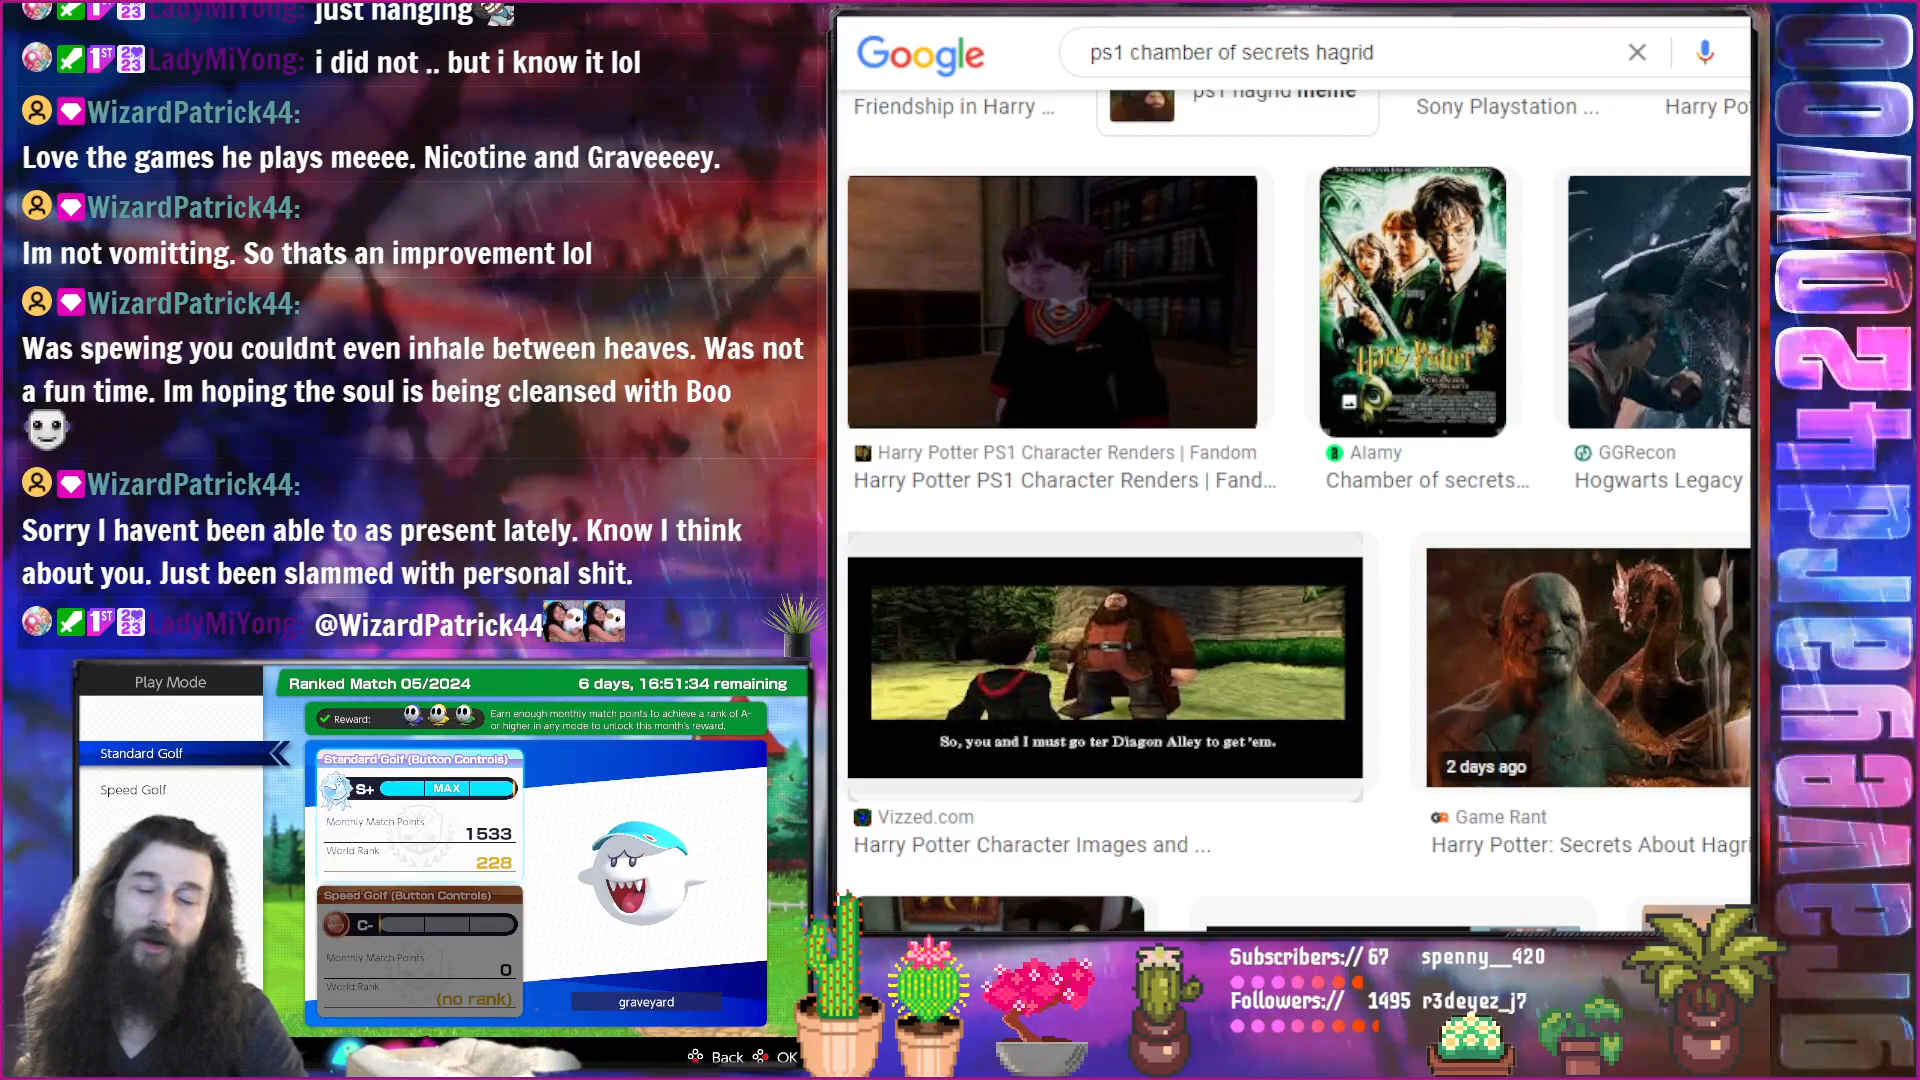 LadyMiYong: just hanging
LadyMiYong: i did not .. but i know it lol
WizardPatrick44:
Love the games he plays meeee. Nicotine and Graveeeey.
WizardPatrick44:
Im not vomitting. So thats an improvement lol
WizardPatrick44:
Was spewing you couldnt even inhale between heaves. Was not
a fun time. Im hoping the soul is being cleansed with Boo
WizardPatrick44:
Sorry I havent been able to as present lately. Know I think
about you. Just been slammed with personal shit.
LadyMiYong: @WizardPatrick44
Play Mode
Standard Golf
Speed Golf
Ranked Match 05/2024
6 days, 16:51:34 remaining
Reward:
Earn enough monthly match points to achieve a rank of A-
or higher in any mode to unlock this month's reward.
Standard Golf (Button Controls)
S+ MAX
Monthly Match Points
1533
World Rank
228
Speed Golf (Button Controls)
C-
Monthly Match Points
0
World Rank
(no rank)
graveyard
Back OK
Google
ps1 chamber of secrets hagrid
Friendship in Harry ...
ps1 hagrid meme
Sony Playstation ...
Harry Po
Harry Potter
Harry Potter PS1 Character Renders | Fandom
Harry Potter PS1 Character Renders | Fand...
Alamy
Chamber of secrets...
GGRecon
Hogwarts Legacy
So, you and I must go ter Diagon Alley to get 'em.
2 days ago
Vizzed.com
Harry Potter Character Images and ...
Game Rant
Harry Potter: Secrets About Hagri
Subscribers// 67 spenny__420
Followers// 1495 r3deyez_j7